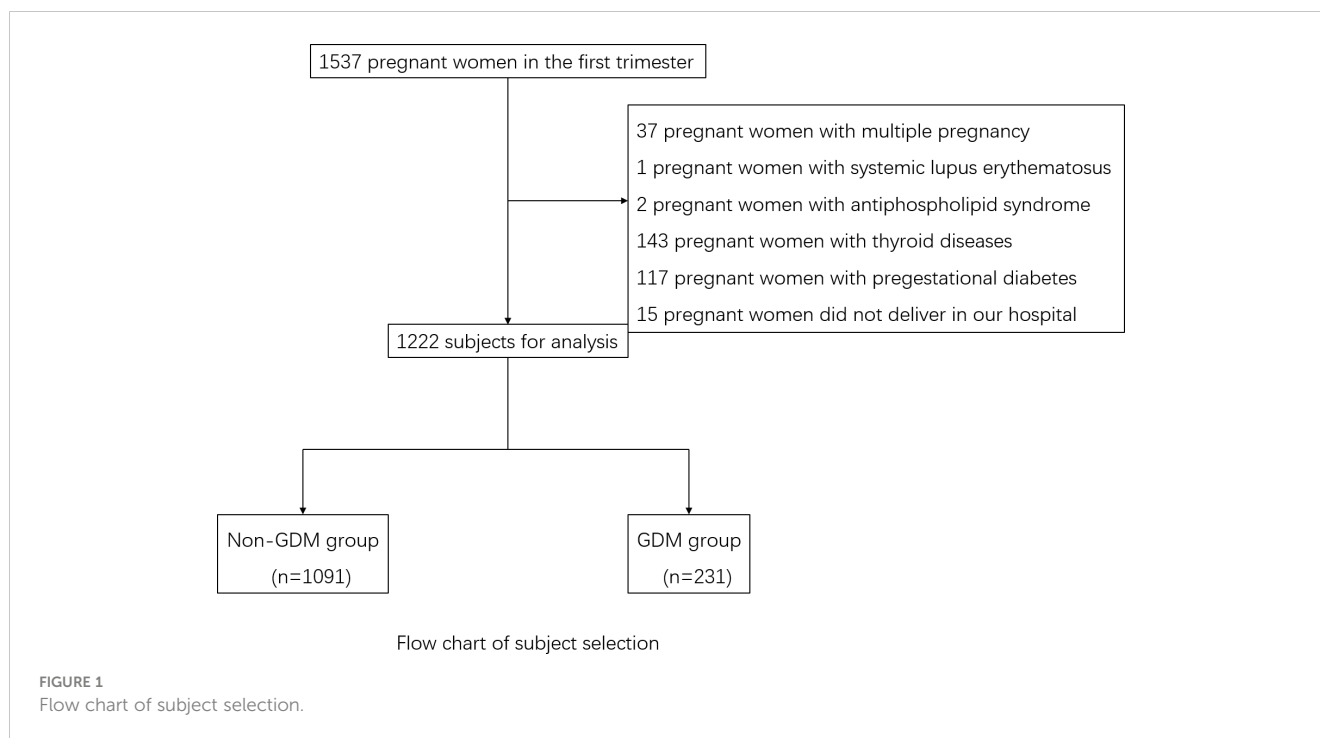 1537 pregnant women in the first trimester
37 pregnant women with multiple pregnancy
1 pregnant women with systemic lupus erythematosus
2 pregnant women with antiphospholipid syndrome
143 pregnant women with thyroid diseases
117 pregnant women with pregestational diabetes
15 pregnant women did not deliver in our hospital
1222 subjects for analysis
Non-GDM group
(n=1091)
GDM group
(n=231)
Flow chart of subject selection
FIGURE 1
Flow chart of subject selection.